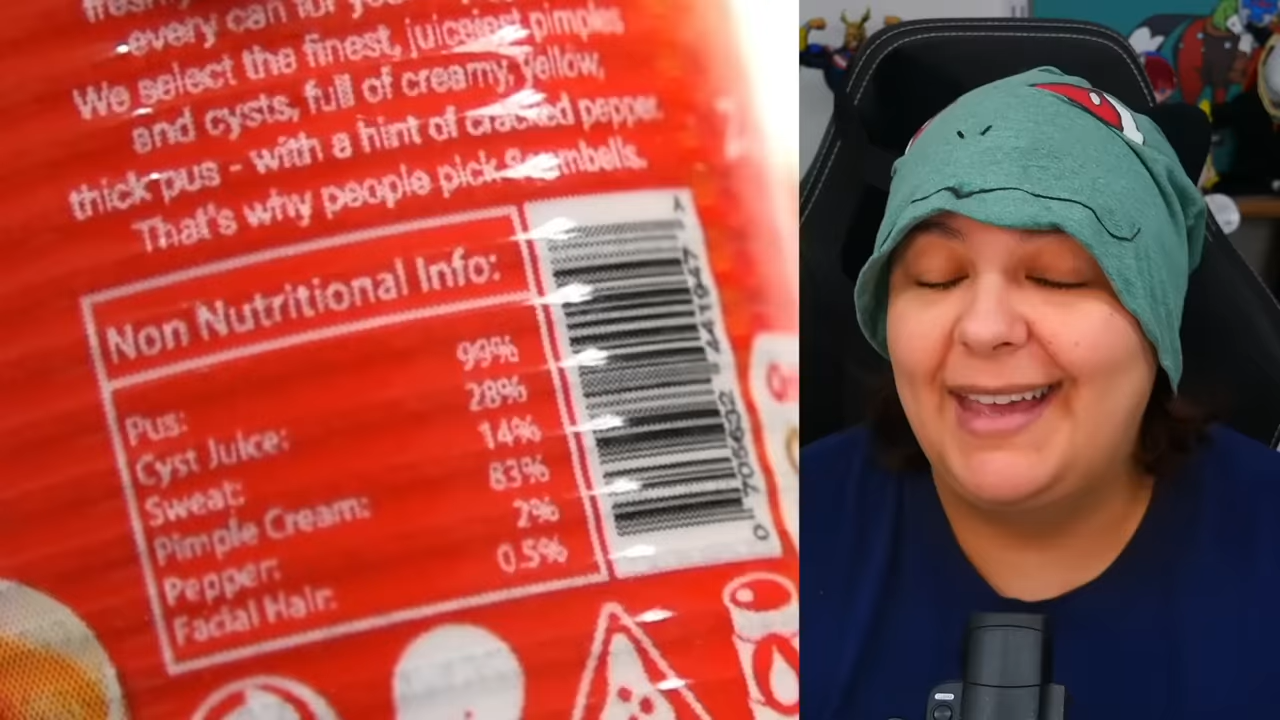 every can for
We select the finest, juiciest pimples
and cysts, full of creamy, yellow,
thick pus - with a hint of cracked pepper.
That's why people pick
Non Nutritional Info:
Pus: 99%
Cyst Juice: 28%
Sweat: 14%
Pimple Cream: 83%
Pepper: 2%
Facial Hair: 0.5%